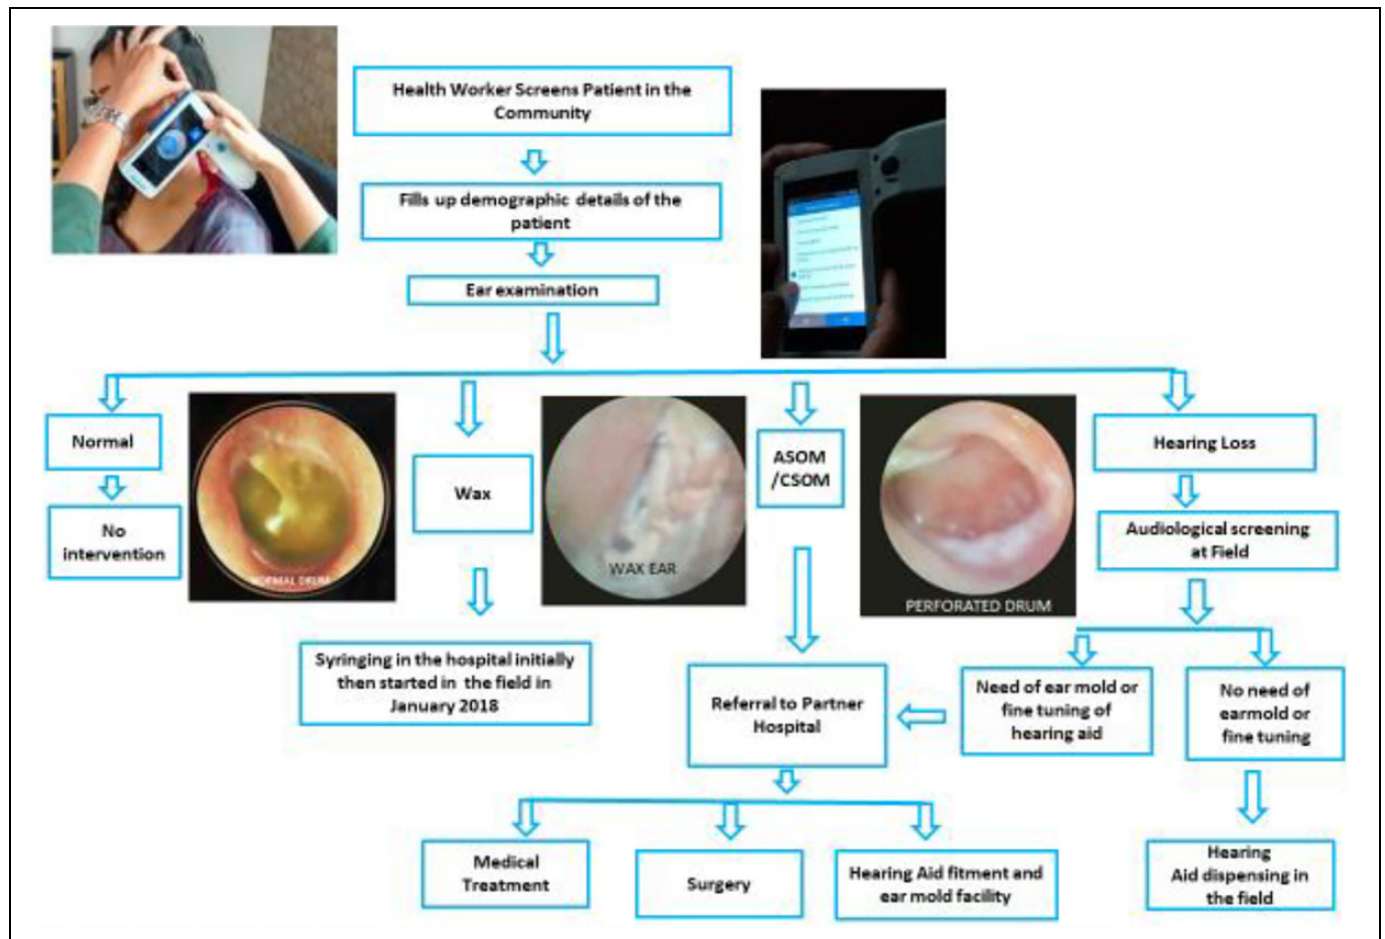 Health Worker Screens Patient in the
Community
Fills up demographic details of the
patient
Ear examination
Normal
No
intervention
NORMAL DRUM
Wax
Syringing in the hospital initially
then started in the field in
January 2018
WAX EAR
ASOM
/CSOM
PERFORATED DRUM
Hearing Loss
Audiological screening
at Field
Referral to Partner
Hospital
Need of ear mold or
fine tuning of
hearing aid
No need of
earmold or
fine tuning
Medical
Treatment
Surgery
Hearing Aid fitment and
ear mold facility
Hearing
Aid dispensing in
the field